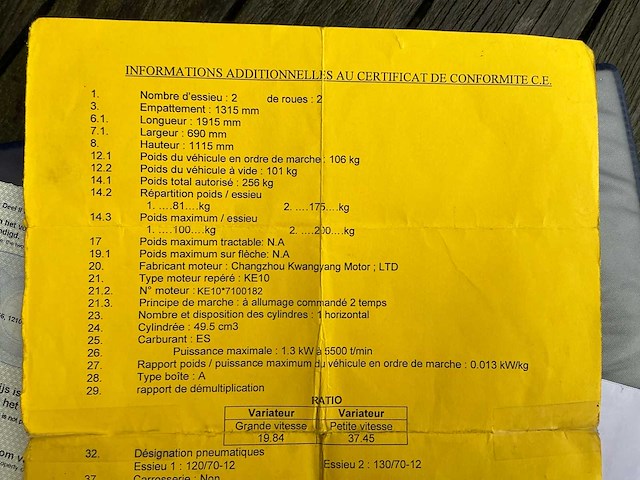 INFORMATIONS ADDITIONNELLES AU CERTIFICAT DE CONFORMITE C.E.
1. Nombre d'essieu : 2 de roues : 2
3. Empattement : 1315 mm
6.1. Longueur : 1915 mm
7.1. Largeur : 690 mm
8. Hauteur : 1115 mm
12.1 Poids du véhicule en ordre de marche : 106 kg
12.2 Poids du véhicule à vide : 101 kg
14.1 Poids total autorisé : 256 kg
14.2 Répartition poids / essieu
1. ....81....kg 2. ....175....kg
14.3 Poids maximum / essieu
1. ....100....kg 2. ....200....kg
17 Poids maximum tractable: N.A
19.1 Poids maximum sur flèche: N.A
20. Fabricant moteur : Changzhou Kwangyang Motor ; LTD
21. Type moteur repéré : KE10
21.2. N° moteur : KE10*7100182
21.3. Principe de marche : à allumage commandé 2 temps
23. Nombre et disposition des cylindres : 1 horizontal
24. Cylindrée : 49.5 cm3
25. Carburant : ES
26. Puissance maximale : 1.3 kW à 5500 t/min
27. Rapport poids / puissance maximum du véhicule en ordre de marche : 0.013 kW/kg
28. Type boîte : A
29. rapport de démultiplication
RATIO
Variateur Variateur
Grande vitesse Petite vitesse
19.84 37.45
32. Désignation pneumatiques
Essieu 1 : 120/70-12 Essieu 2 : 130/70-12
37. Carrosserie : Non